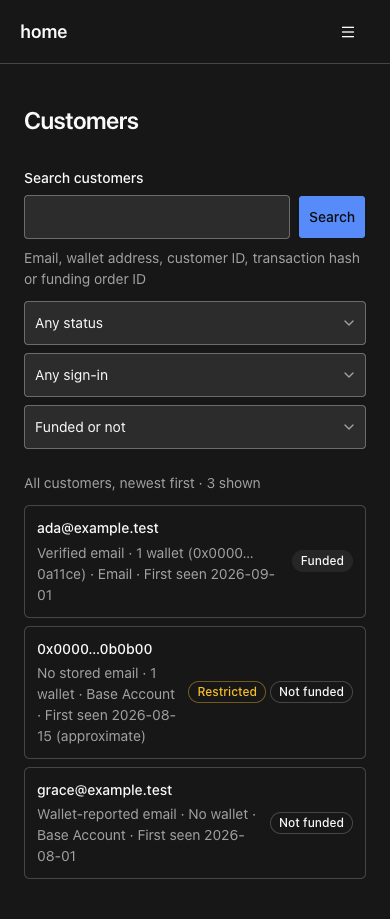 home
Customers
Search customers
Search
Email, wallet address, customer ID, transaction hash
or funding order ID
Any status
Any sign-in
Funded or not
All customers, newest first · 3 shown
ada@example.test
Verified email · 1 wallet (0x0000…
0a11ce) · Email · First seen 2026-09-
01
Funded
0x0000…0b0b00
No stored email · 1
wallet · Base Account
· First seen 2026-08-
15 (approximate)
Restricted
Not funded
grace@example.test
Wallet-reported email · No wallet ·
Base Account · First seen 2026-
08-01
Not funded